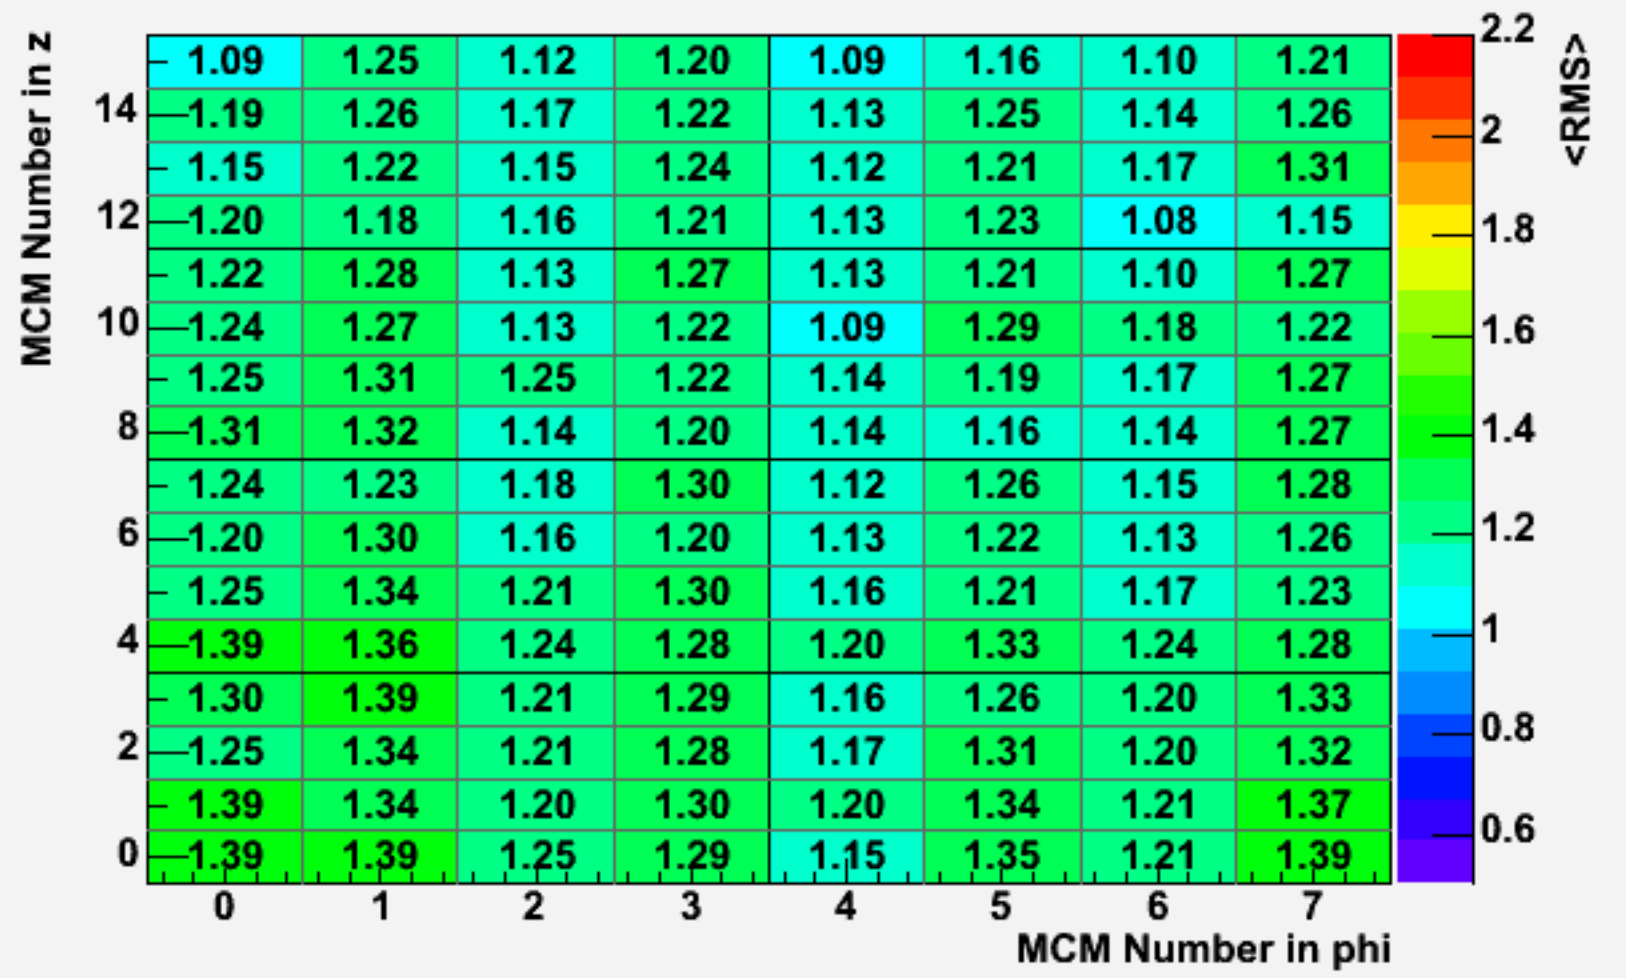 MCM Number in z
1.09 1.25 1.12 1.20 1.09 1.16 1.10 1.21
14 1.19 1.26 1.17 1.22 1.13 1.25 1.14 1.26
1.15 1.22 1.15 1.24 1.12 1.21 1.17 1.31
12 1.20 1.18 1.16 1.21 1.13 1.23 1.08 1.15
1.22 1.28 1.13 1.27 1.13 1.21 1.10 1.27
10 1.24 1.27 1.13 1.22 1.09 1.29 1.18 1.22
1.25 1.31 1.25 1.22 1.14 1.19 1.17 1.27
8 1.31 1.32 1.14 1.20 1.14 1.16 1.14 1.27
1.24 1.23 1.18 1.30 1.12 1.26 1.15 1.28
6 1.20 1.30 1.16 1.20 1.13 1.22 1.13 1.26
1.25 1.34 1.21 1.30 1.16 1.21 1.17 1.23
4 1.39 1.36 1.24 1.28 1.20 1.33 1.24 1.28
1.30 1.39 1.21 1.29 1.16 1.26 1.20 1.33
2 1.25 1.34 1.21 1.28 1.17 1.31 1.20 1.32
1.39 1.34 1.20 1.30 1.20 1.34 1.21 1.37
0 1.39 1.39 1.25 1.29 1.15 1.35 1.21 1.39
0 1 2 3 4 5 6 7
MCM Number in phi
2.2
2
1.8
1.6
1.4
1.2
1
0.8
0.6
<RMS>